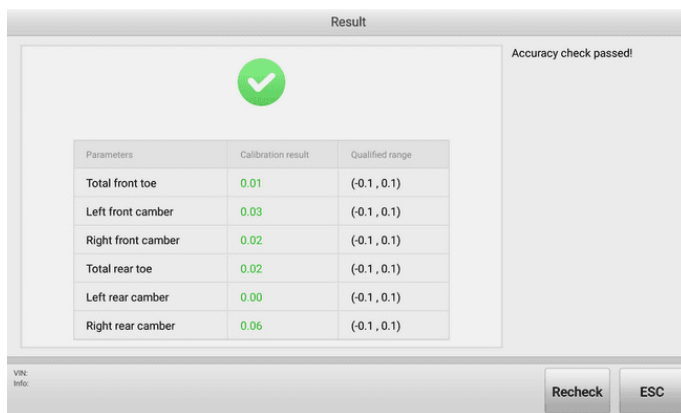 Result
Accuracy check passed!
Parameters Calibration result Qualified range
Total front toe 0.01 (-0.1 , 0.1)
Left front camber 0.03 (-0.1 , 0.1)
Right front camber 0.02 (-0.1 , 0.1)
Total rear toe 0.02 (-0.1 , 0.1)
Left rear camber 0.00 (-0.1 , 0.1)
Right rear camber 0.06 (-0.1 , 0.1)
VIN:
Info:
Recheck ESC